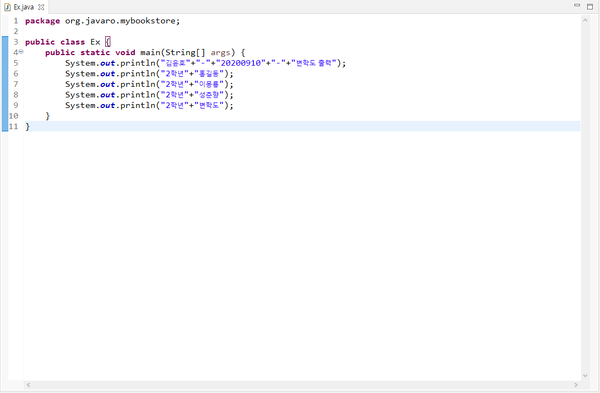 Ex.java
1 package org.javaro.mybookstore;
2
3 public class Ex {
4 public static void main(String[] args) {
5 System.out.println("김윤호"+"-"+"20200910"+"-"+"변학도 출력");
6 System.out.println("2학년"+"홍길동");
7 System.out.println("2학년"+"이몽룡");
8 System.out.println("2학년"+"성춘향");
9 System.out.println("2학년"+"변학도");
10 }
11 }